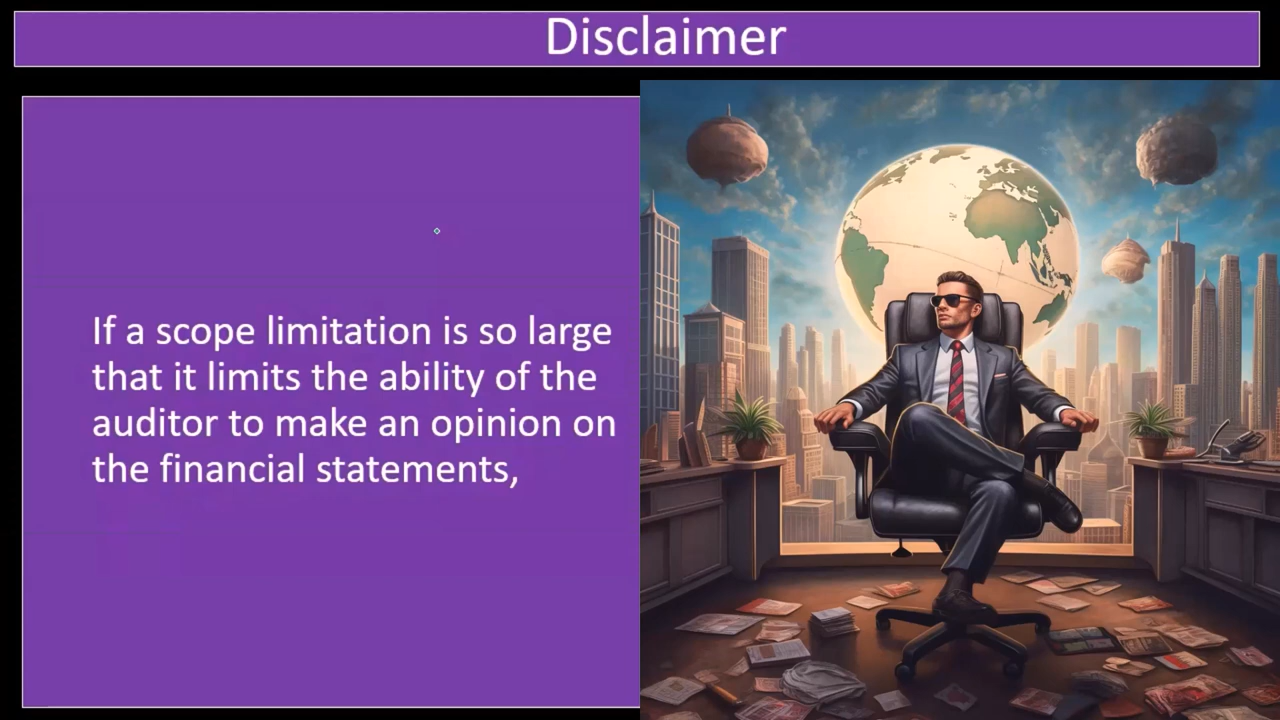 Disclaimer
If a scope limitation is so large
that it limits the ability of the
auditor to make an opinion on
the financial statements,